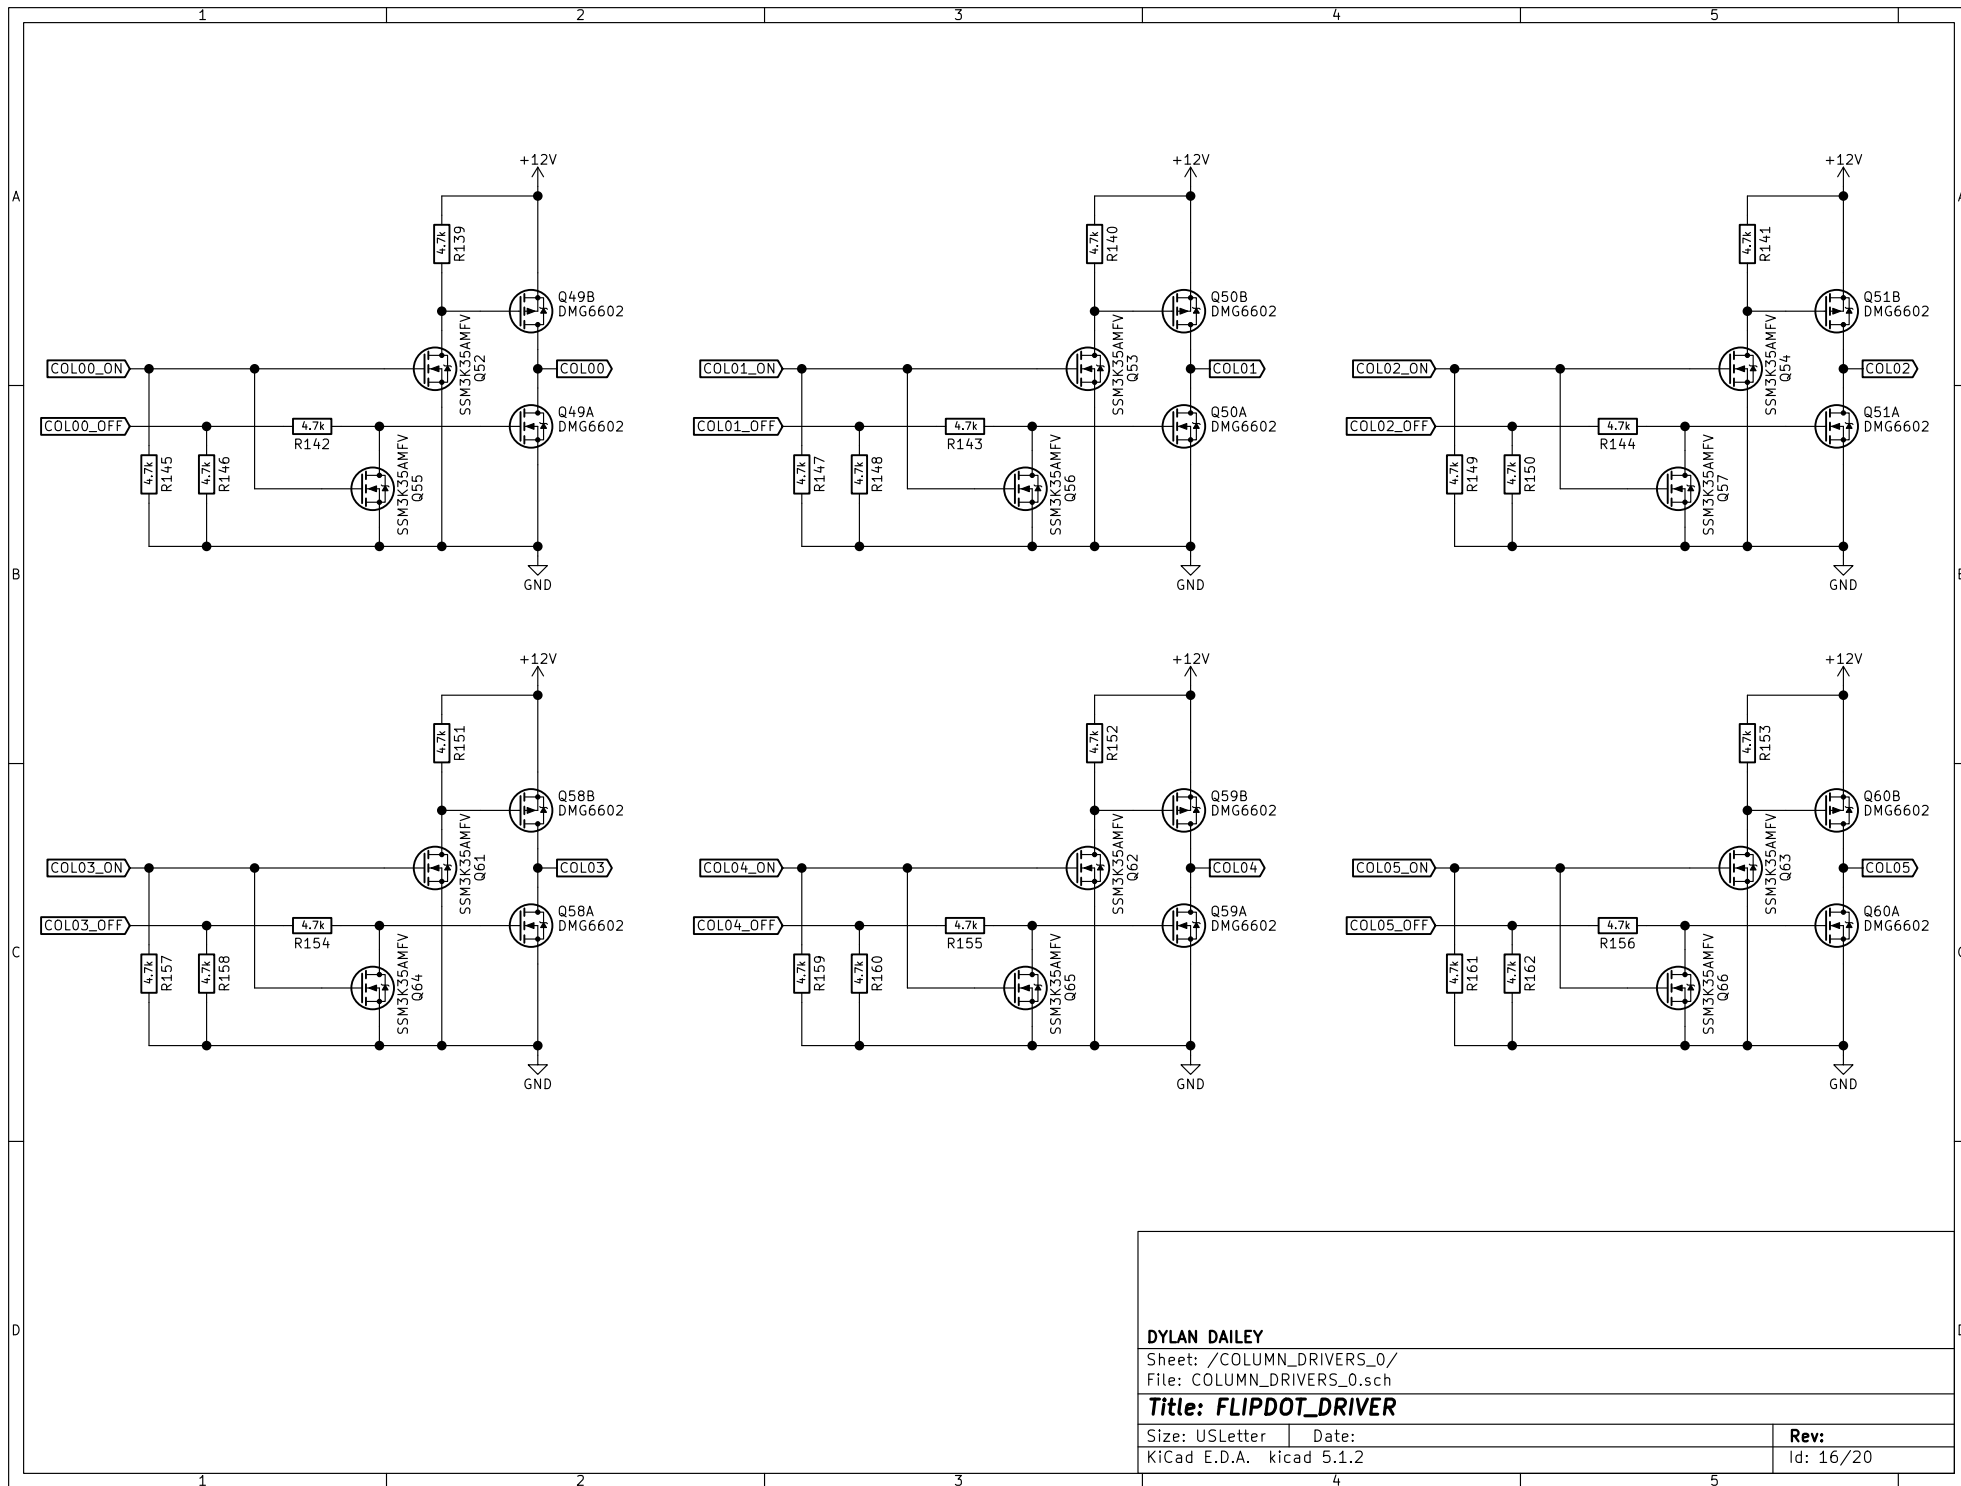 1 2 3 4 5
A
B
C
D
+12V
4.7k
R139
Q49B
DMG6602
SSM3K35AMFV
Q52
COL00_ON
COL00
COL00_OFF
4.7k
R142
Q49A
DMG6602
4.7k
R145
4.7k
R146
SSM3K35AMFV
Q55
GND
+12V
4.7k
R140
Q50B
DMG6602
SSM3K35AMFV
Q53
COL01_ON
COL01
COL01_OFF
4.7k
R143
Q50A
DMG6602
4.7k
R147
4.7k
R148
SSM3K35AMFV
Q56
GND
+12V
4.7k
R141
Q51B
DMG6602
SSM3K35AMFV
Q54
COL02_ON
COL02
COL02_OFF
4.7k
R144
Q51A
DMG6602
4.7k
R149
4.7k
R150
SSM3K35AMFV
Q57
GND
+12V
4.7k
R151
Q58B
DMG6602
SSM3K35AMFV
Q61
COL03_ON
COL03
COL03_OFF
4.7k
R154
Q58A
DMG6602
4.7k
R157
4.7k
R158
SSM3K35AMFV
Q64
GND
+12V
4.7k
R152
Q59B
DMG6602
SSM3K35AMFV
Q62
COL04_ON
COL04
COL04_OFF
4.7k
R155
Q59A
DMG6602
4.7k
R159
4.7k
R160
SSM3K35AMFV
Q65
GND
+12V
4.7k
R153
Q60B
DMG6602
SSM3K35AMFV
Q63
COL05_ON
COL05
COL05_OFF
4.7k
R156
Q60A
DMG6602
4.7k
R161
4.7k
R162
SSM3K35AMFV
Q66
GND
DYLAN DAILEY
Sheet: /COLUMN_DRIVERS_0/
File: COLUMN_DRIVERS_0.sch
Title: FLIPDOT_DRIVER
Size: USLetter Date: Rev:
KiCad E.D.A. kicad 5.1.2 Id: 16/20
1 2 3 4 5